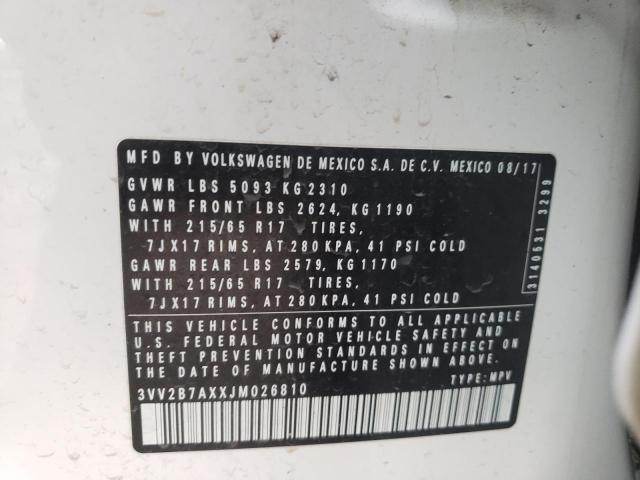 MFD BY VOLKSWAGEN DE MEXICO S.A. DE C.V. MEXICO 08/17
GVWR LBS 5093 KG 2310
GAWR FRONT LBS 2624, KG 1190
WITH 215/65 R17 TIRES,
7JX17 RIMS, AT 280 KPA, 41 PSI COLD
GAWR REAR LBS 2579, KG 1170
WITH 215/65 R17 TIRES,
7JX17 RIMS, AT 280 KPA, 41 PSI COLD
3140531 3299
THIS VEHICLE CONFORMS TO ALL APPLICABLE
U.S. FEDERAL MOTOR VEHICLE SAFETY AND
THEFT PREVENTION STANDARDS IN EFFECT ON
THE DATE OF MANUFACTURE SHOWN ABOVE.
3VV2B7AXXJM026810 TYPE: MPV